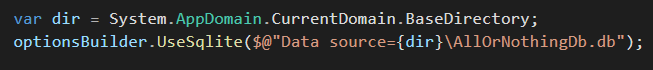 var dir = System.AppDomain.CurrentDomain.BaseDirectory;
optionsBuilder.UseSqlite($@"Data source={dir}\AllOrNothingDb.db");